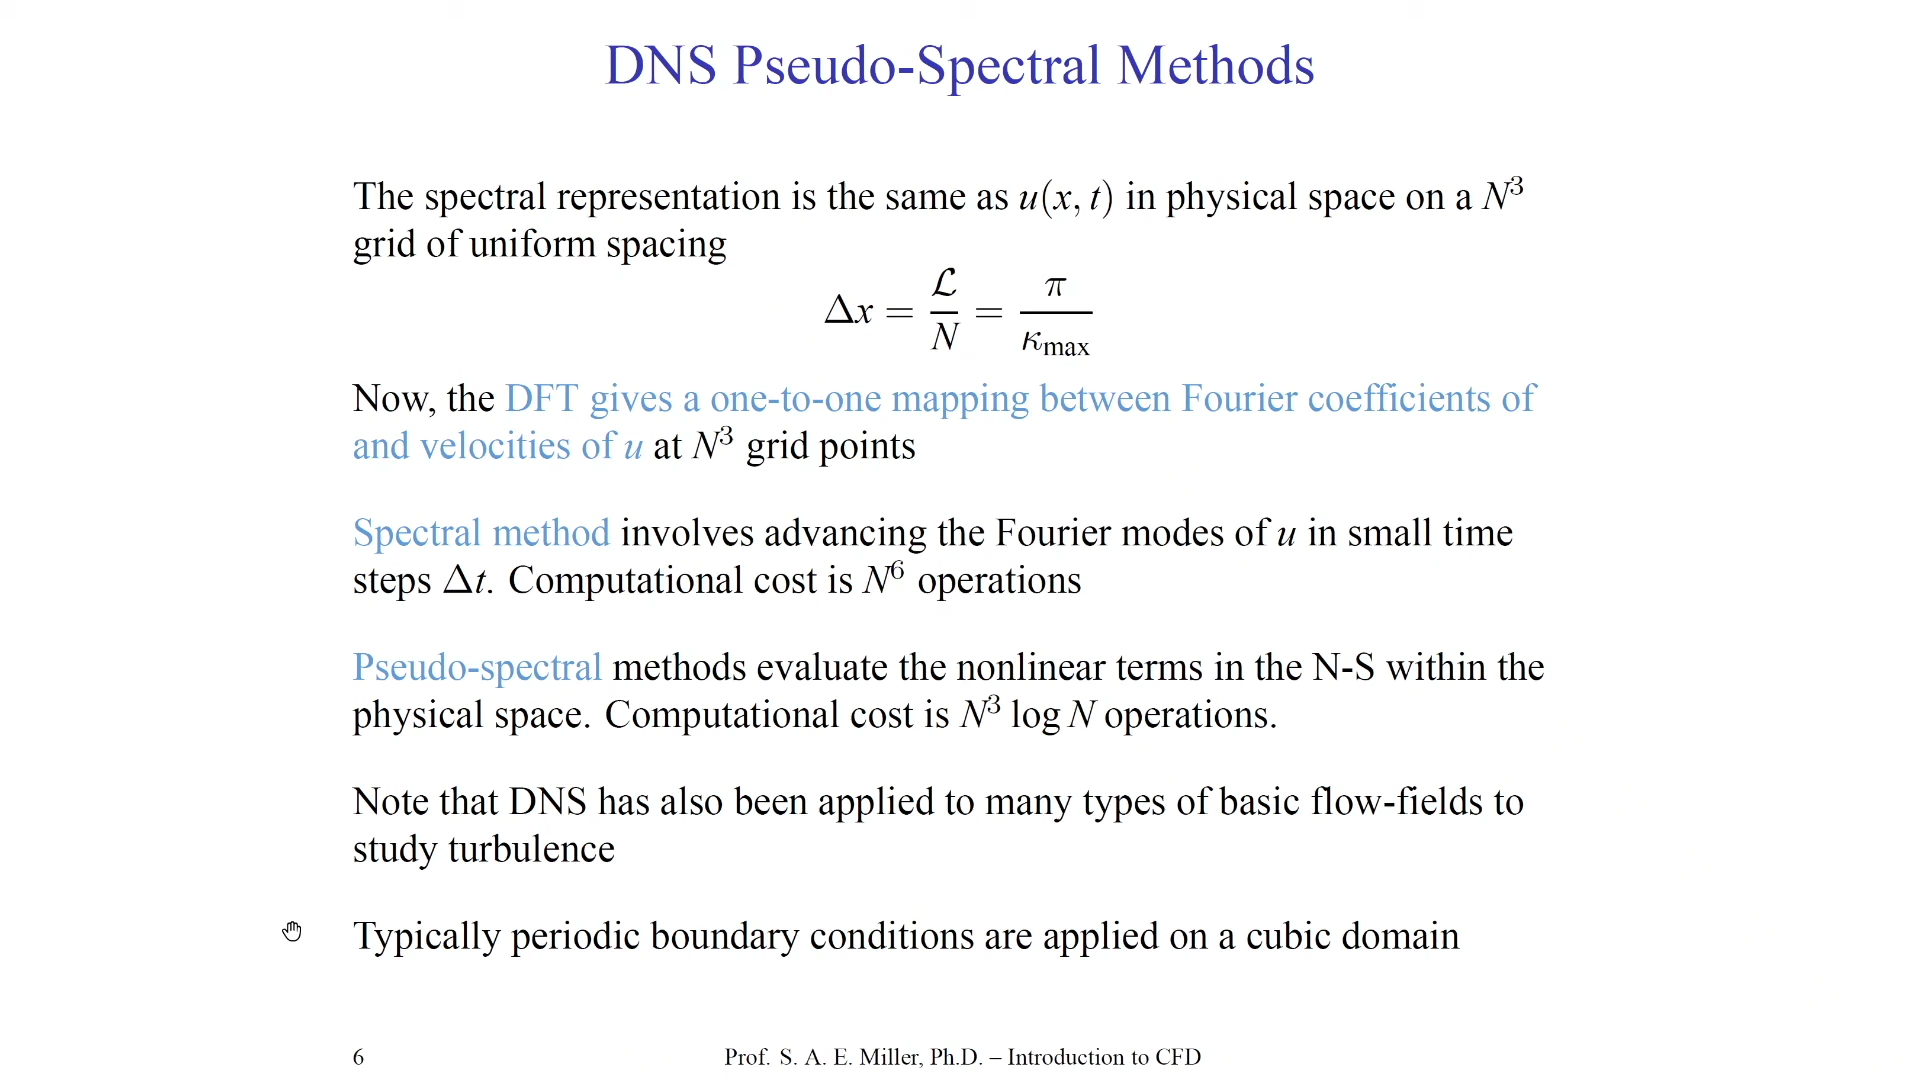 DNS Pseudo-Spectral Methods
The spectral representation is the same as u(x, t) in physical space on a N³
grid of uniform spacing
Δx = ℒ/N = π/κmax
Now, the DFT gives a one-to-one mapping between Fourier coefficients of
and velocities of u at N³ grid points
Spectral method involves advancing the Fourier modes of u in small time
steps Δt. Computational cost is N⁶ operations
Pseudo-spectral methods evaluate the nonlinear terms in the N-S within the
physical space. Computational cost is N³ log N operations.
Note that DNS has also been applied to many types of basic flow-fields to
study turbulence
Typically periodic boundary conditions are applied on a cubic domain
6 Prof. S. A. E. Miller, Ph.D. – Introduction to CFD